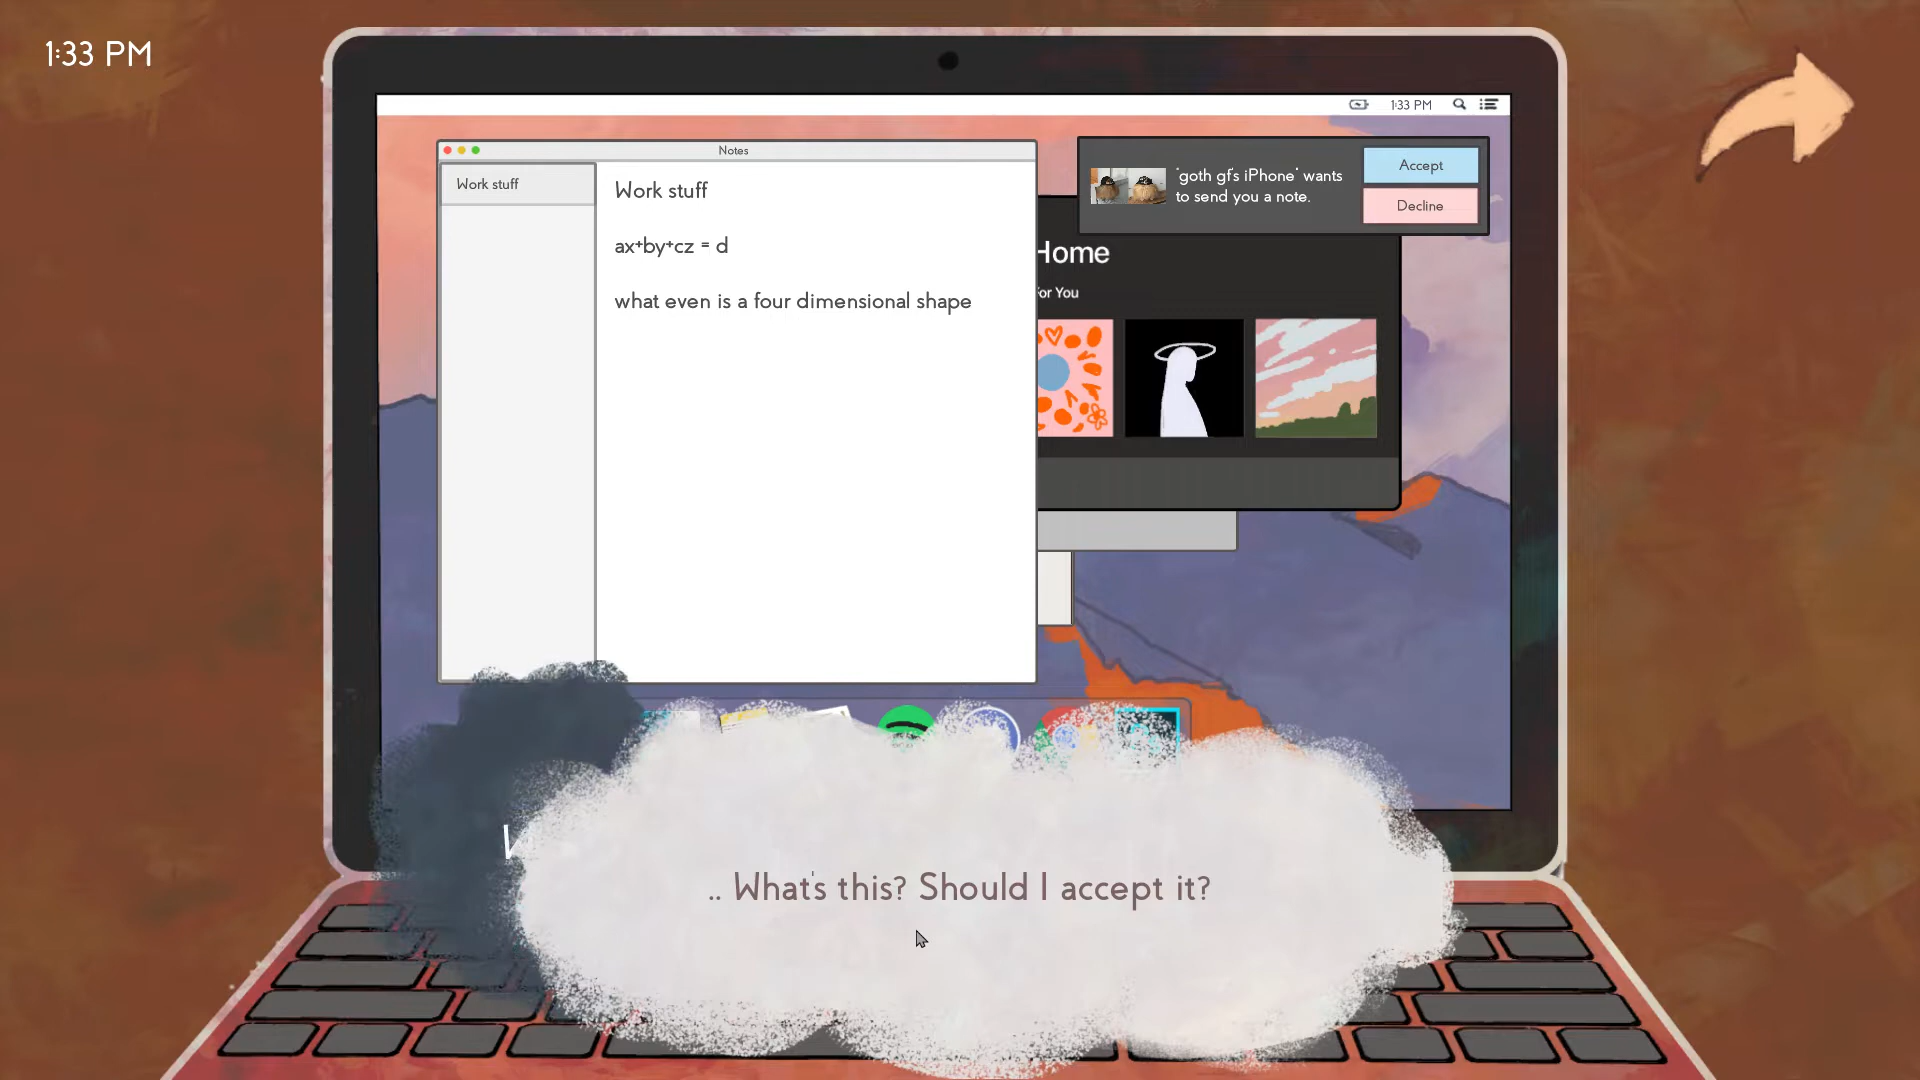 1:33 PM
1:33 PM
Notes
Work stuff
Work stuff
ax+by+cz = d
what even is a four dimensional shape
'goth gf's iPhone' wants
to send you a note.
Accept
Decline
Home
For You
.. What's this? Should I accept it?